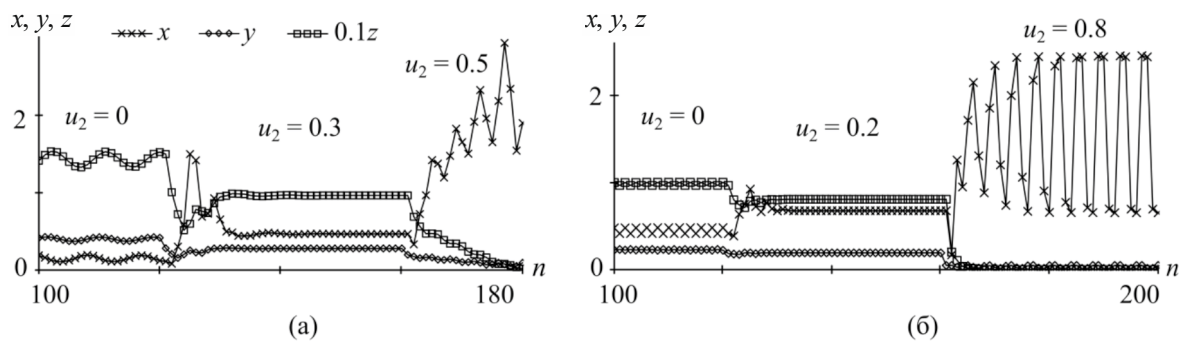 x, y, z
x y 0.1z
u₂ = 0.5
u₂ = 0
u₂ = 0.3
2
0
n
100
180
(а)
x, y, z
u₂ = 0.8
2
u₂ = 0
u₂ = 0.2
0
n
100
200
(б)